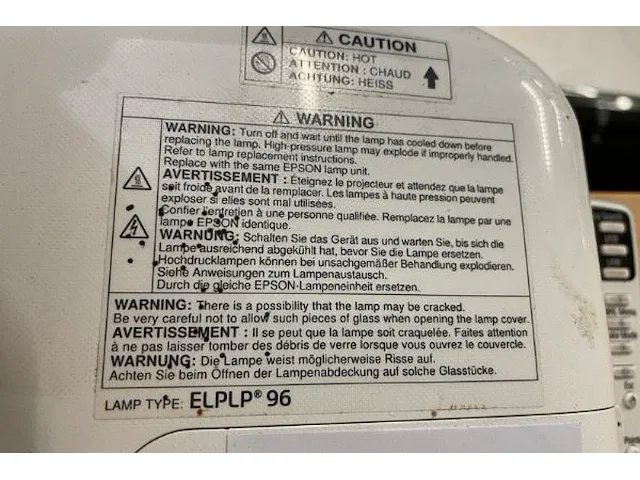 CAUTION
CAUTION: HOT
ATTENTION : CHAUD
ACHTUNG: HEISS
WARNING
WARNING: Turn off and wait until the lamp has cooled down before
replacing the lamp. High-pressure lamp may explode if improperly handled.
Refer to lamp replacement instructions.
Replace with the same EPSON lamp unit.
AVERTISSEMENT : Éteignez le projecteur et attendez que la lampe
soit froide avant de la remplacer. Les lampes à haute pression peuvent
exploser si elles sont mal utilisées.
Confier l'entretien à une personne qualifiée. Remplacez la lampe par une
lampe EPSON identique.
WARNUNG: Schalten Sie das Gerät aus und warten Sie, bis sich die
Lampe ausreichend abgekühlt hat, bevor Sie die Lampe ersetzen.
Hochdrucklampen können bei unsachgemäßer Behandlung explodieren.
Siehe Anweisungen zum Lampenaustausch.
Durch die gleiche EPSON-Lampeneinheit ersetzen.
WARNING: There is a possibility that the lamp may be cracked.
Be very careful not to allow such pieces of glass when opening the lamp cover.
AVERTISSEMENT : Il se peut que la lampe soit craquelée. Faites attention
à ne pas laisser tomber des débris de verre lorsque vous ouvrez le couvercle.
WARNUNG: Die Lampe weist möglicherweise Risse auf.
Achten Sie beim Öffnen der Lampenabdeckung auf solche Glasstücke.
LAMP TYPE: ELPLP® 96
Menu
Esc